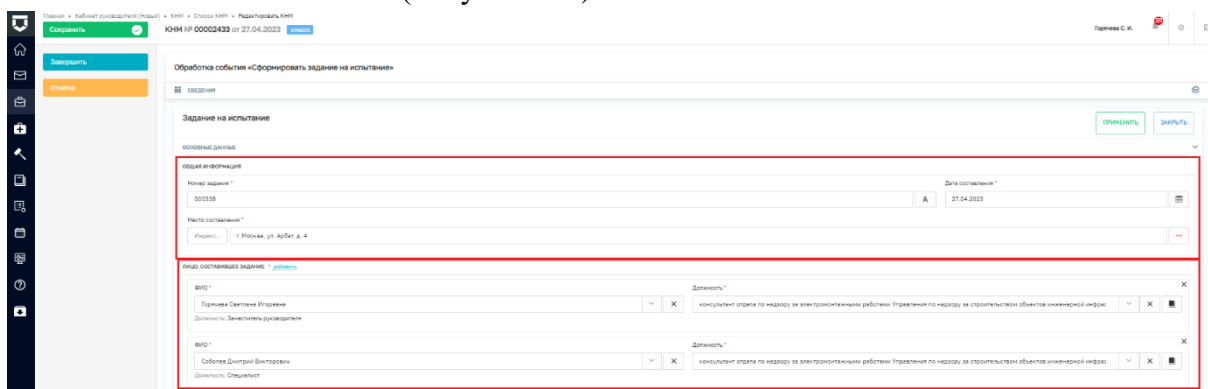 Главная • Кабинет руководителя (Новый) • КНМ • Список КНМ • Редактировать КНМ
Сохранить
КНМ № 00002433 от 27.04.2023
Горячева С. И.
20
Завершить
Отмена
Обработка события «Сформировать задание на испытание»
СВЕДЕНИЯ
Задание на испытание
ПРИМЕНИТЬ
ЗАКРЫТЬ
ОСНОВНЫЕ ДАННЫЕ
ОБЩАЯ ИНФОРМАЦИЯ
Номер задания *
Дата составления *
000338
A
27.04.2023
Место составления *
Индекс...
г. Москва, ул. Арбат, д. 4
ЛИЦО, СОСТАВИВШЕЕ ЗАДАНИЕ * добавить
ФИО *
Должность *
Горячева Светлана Игоревна
консультант отдела по надзору за электромонтажными работами Управления по надзору за строительством объектов инженерной инфрас
Должность: Заместитель руководителя
ФИО *
Должность *
Соболев Дмитрий Викторович
консультант отдела по надзору за электромонтажными работами Управления по надзору за строительством объектов инженерной инфрас
Должность: Специалист